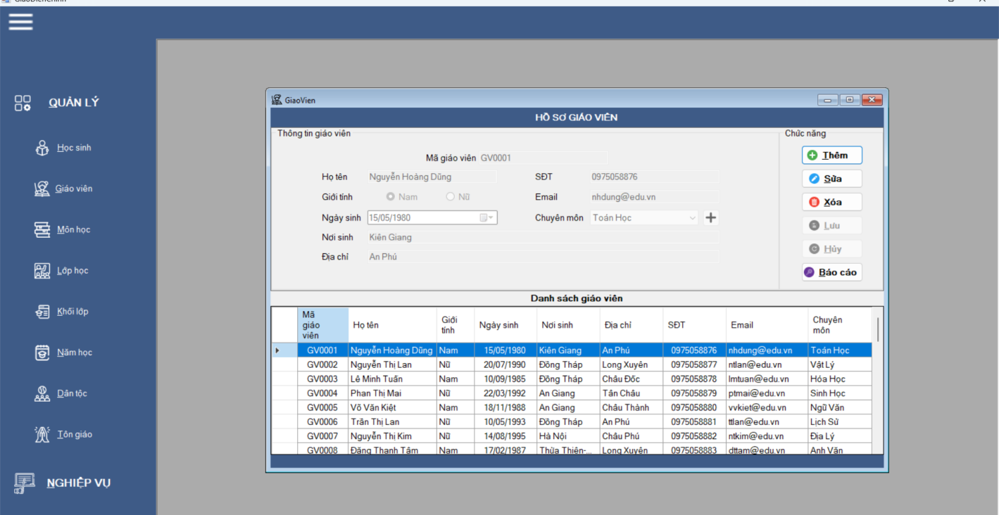 QUẢN LÝ
Học sinh
Giáo viên
Môn học
Lớp học
Khối lớp
Năm học
Dân tộc
Tôn giáo
NGHIỆP VỤ
GiaoVien
HỒ SƠ GIÁO VIÊN
Thông tin giáo viên
Mã giáo viên GV0001
Họ tên Nguyễn Hoàng Dũng SĐT 0975058876
Giới tính Nam Nữ Email nhdung@edu.vn
Ngày sinh 15/05/1980 Chuyên môn Toán Học
Nơi sinh Kiên Giang
Địa chỉ An Phú
Chức năng
Thêm
Sửa
Xóa
Lưu
Hủy
Báo cáo
Danh sách giáo viên
Mã giáo viên Họ tên Giới tính Ngày sinh Nơi sinh Địa chỉ SĐT Email Chuyên môn
GV0001 Nguyễn Hoàng Dũng Nam 15/05/1980 Kiên Giang An Phú 0975058876 nhdung@edu.vn Toán Học
GV0002 Nguyễn Thị Lan Nữ 20/07/1990 Đồng Tháp Long Xuyên 0975058877 ntlan@edu.vn Vật Lý
GV0003 Lê Minh Tuấn Nam 10/09/1985 Đồng Tháp Châu Đốc 0975058878 lmtuan@edu.vn Hóa Học
GV0004 Phan Thị Mai Nữ 22/03/1992 An Giang Tân Châu 0975058879 ptmai@edu.vn Sinh Học
GV0005 Võ Văn Kiệt Nam 18/11/1988 An Giang Châu Thành 0975058880 vvkiet@edu.vn Ngữ Văn
GV0006 Trần Thị Lan Nữ 10/05/1993 Đồng Tháp An Phú 0975058881 ttlan@edu.vn Lịch Sử
GV0007 Nguyễn Thị Kim Nữ 14/08/1995 Hà Nội Châu Phú 0975058882 ntkim@edu.vn Địa Lý
GV0008 Đặng Thanh Tâm Nam 17/02/1987 Thừa Thiên-... Long Xuyên 0975058883 dttam@edu.vn Anh Văn